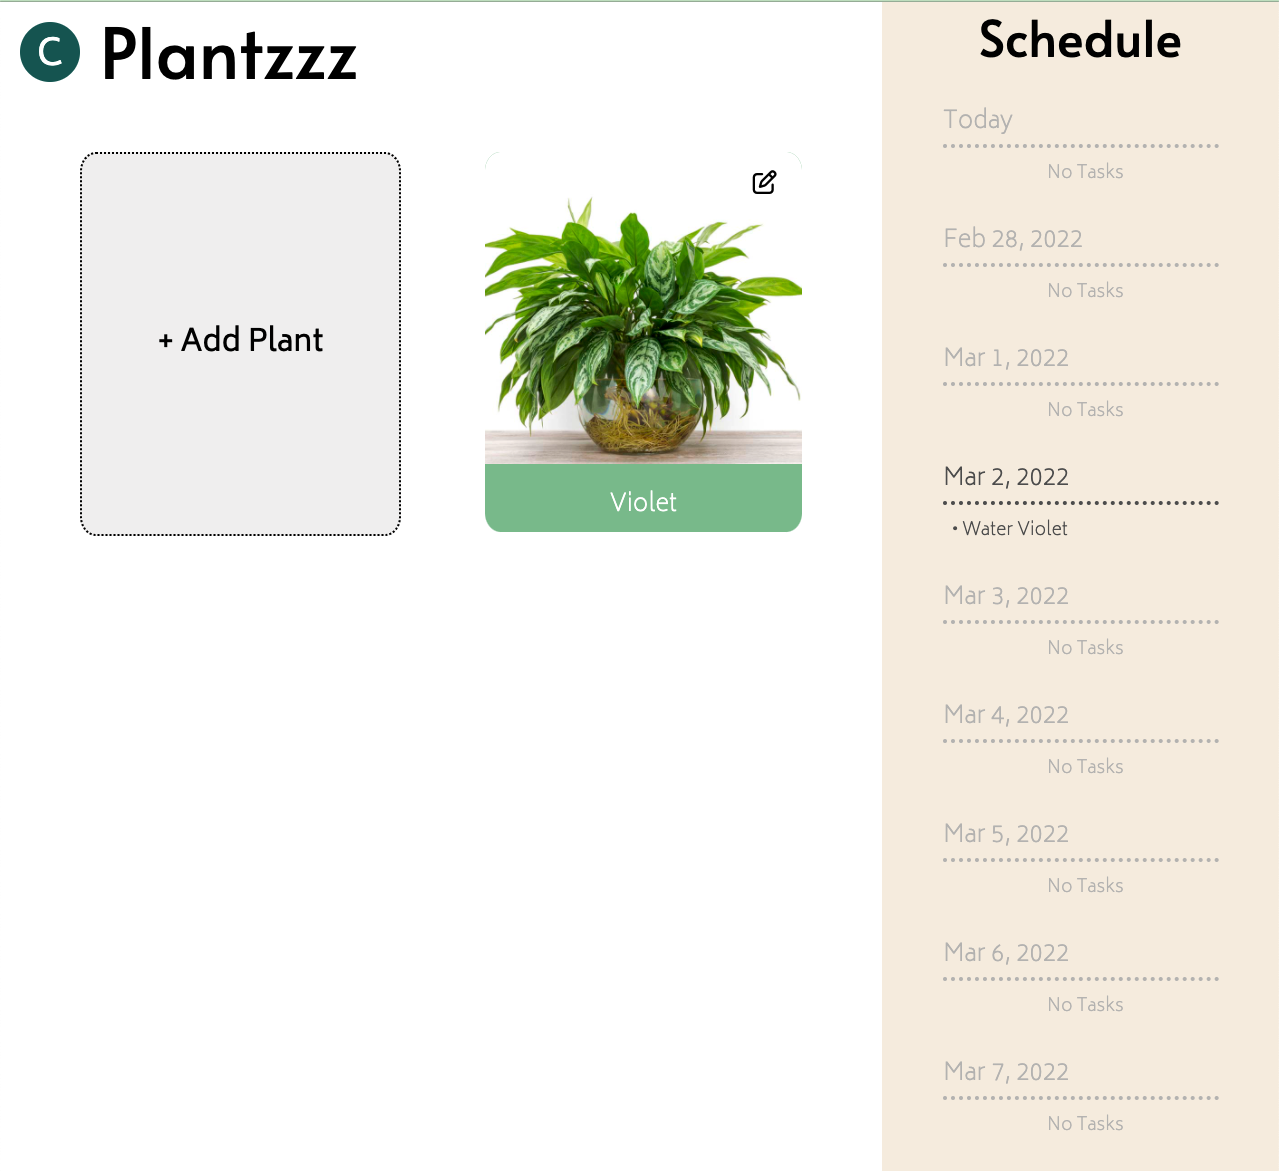 C
Plantzzz
+ Add Plant
Violet
Schedule
Today
No Tasks
Feb 28, 2022
No Tasks
Mar 1, 2022
No Tasks
Mar 2, 2022
• Water Violet
Mar 3, 2022
No Tasks
Mar 4, 2022
No Tasks
Mar 5, 2022
No Tasks
Mar 6, 2022
No Tasks
Mar 7, 2022
No Tasks